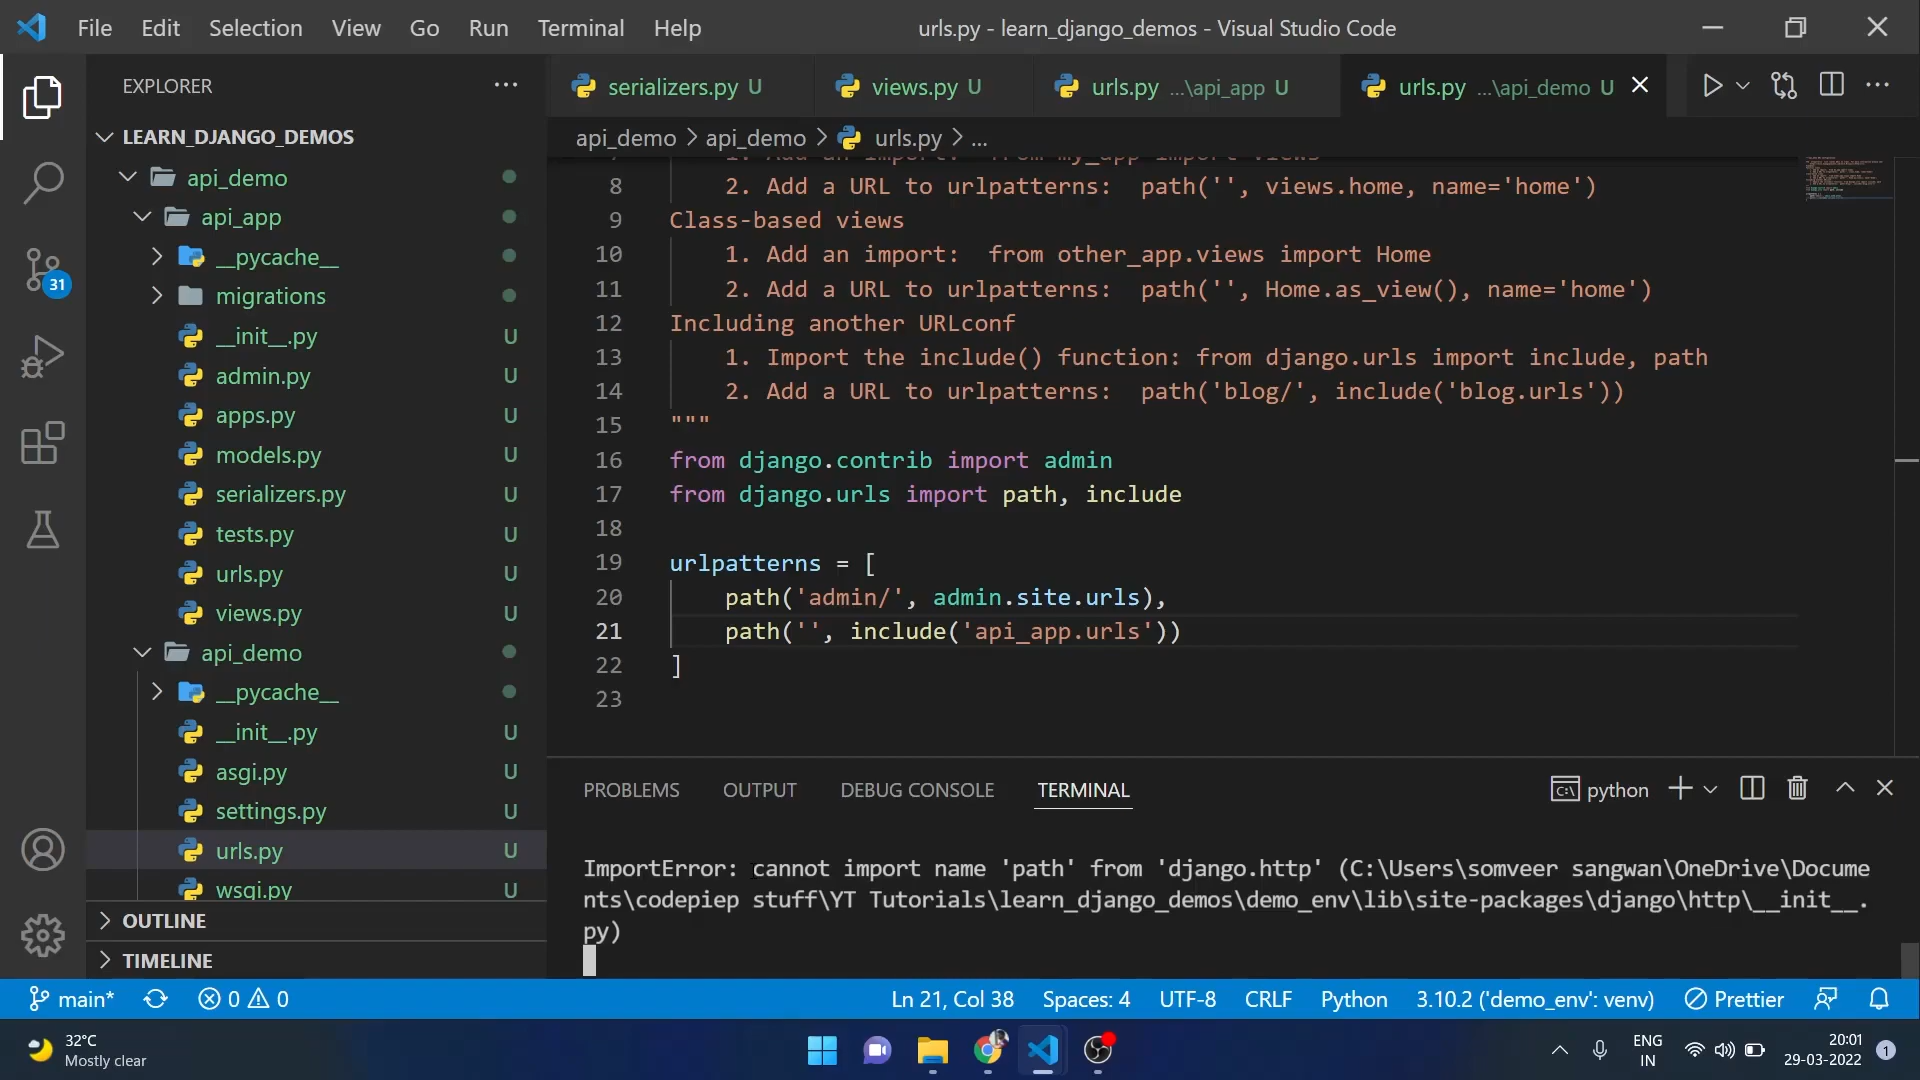 File Edit Selection View Go Run Terminal Help
urls.py - learn_django_demos - Visual Studio Code
EXPLORER
serializers.py U
views.py U
urls.py ...\api_app U
urls.py ...\api_demo U
LEARN_DJANGO_DEMOS
api_demo > api_demo > urls.py > ...
api_demo
api_app
__pycache__
migrations
__init__.py U
admin.py U
apps.py U
models.py U
serializers.py U
tests.py U
urls.py U
views.py U
api_demo
__pycache__
__init__.py U
asgi.py U
settings.py U
urls.py U
wsgi.py U
OUTLINE
TIMELINE
31
7 1. Add an import:  from my_app import views
8 2. Add a URL to urlpatterns:  path('', views.home, name='home')
9 Class-based views
10 1. Add an import:  from other_app.views import Home
11 2. Add a URL to urlpatterns:  path('', Home.as_view(), name='home')
12 Including another URLconf
13 1. Import the include() function: from django.urls import include, path
14 2. Add a URL to urlpatterns:  path('blog/', include('blog.urls'))
15 """
16 from django.contrib import admin
17 from django.urls import path, include
18
19 urlpatterns = [
20 path('admin/', admin.site.urls),
21 path('', include('api_app.urls'))
22 ]
23
PROBLEMS OUTPUT DEBUG CONSOLE TERMINAL
python
ImportError: cannot import name 'path' from 'django.http' (C:\Users\somveer sangwan\OneDrive\Docume
nts\codepiep stuff\YT Tutorials\learn_django_demos\demo_env\lib\site-packages\django\http\__init__.
py)
main* 0 0
Ln 21, Col 38 Spaces: 4 UTF-8 CRLF Python 3.10.2 ('demo_env': venv) Prettier
32°C
Mostly clear
ENG
IN
20:01
29-03-2022
1